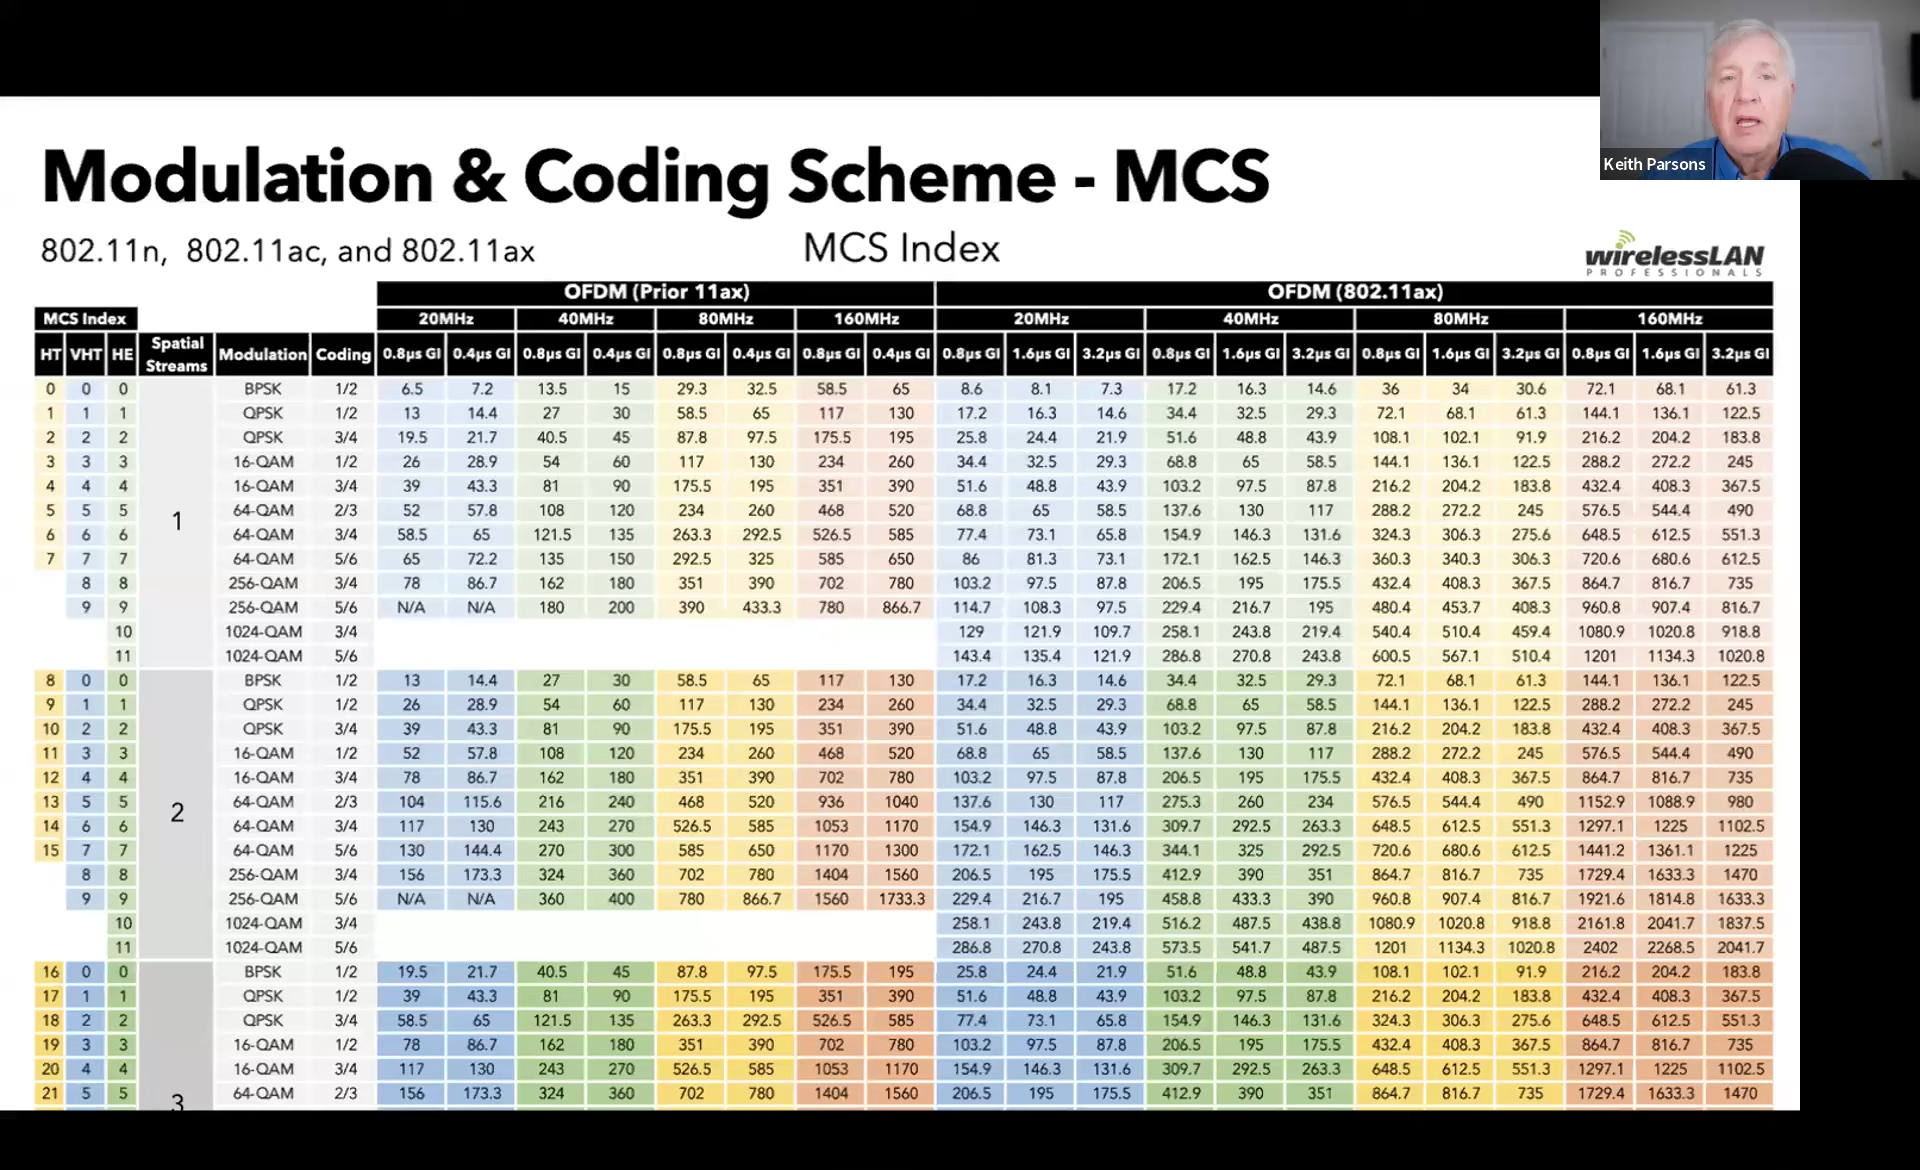 Keith Parsons
Modulation & Coding Scheme - MCS
802.11n, 802.11ac, and 802.11ax MCS Index
wirelessLAN
PROFESSIONALS
OFDM (Prior 11ax) OFDM (802.11ax)
MCS Index 20MHz 40MHz 80MHz 160MHz 20MHz 40MHz 80MHz 160MHz
HT VHT HE Spatial Streams Modulation Coding 0.8µs GI 0.4µs GI 0.8µs GI 0.4µs GI 0.8µs GI 0.4µs GI 0.8µs GI 0.4µs GI 0.8µs GI 1.6µs GI 3.2µs GI 0.8µs GI 1.6µs GI 3.2µs GI 0.8µs GI 1.6µs GI 3.2µs GI 0.8µs GI 1.6µs GI 3.2µs GI
0 0 0 BPSK 1/2 6.5 7.2 13.5 15 29.3 32.5 58.5 65 8.6 8.1 7.3 17.2 16.3 14.6 36 34 30.6 72.1 68.1 61.3
1 1 1 QPSK 1/2 13 14.4 27 30 58.5 65 117 130 17.2 16.3 14.6 34.4 32.5 29.3 72.1 68.1 61.3 144.1 136.1 122.5
2 2 2 QPSK 3/4 19.5 21.7 40.5 45 87.8 97.5 175.5 195 25.8 24.4 21.9 51.6 48.8 43.9 108.1 102.1 91.9 216.2 204.2 183.8
3 3 3 16-QAM 1/2 26 28.9 54 60 117 130 234 260 34.4 32.5 29.3 68.8 65 58.5 144.1 136.1 122.5 288.2 272.2 245
4 4 4 16-QAM 3/4 39 43.3 81 90 175.5 195 351 390 51.6 48.8 43.9 103.2 97.5 87.8 216.2 204.2 183.8 432.4 408.3 367.5
5 5 5 64-QAM 2/3 52 57.8 108 120 234 260 468 520 68.8 65 58.5 137.6 130 117 288.2 272.2 245 576.5 544.4 490
1
6 6 6 64-QAM 3/4 58.5 65 121.5 135 263.3 292.5 526.5 585 77.4 73.1 65.8 154.9 146.3 131.6 324.3 306.3 275.6 648.5 612.5 551.3
7 7 7 64-QAM 5/6 65 72.2 135 150 292.5 325 585 650 86 81.3 73.1 172.1 162.5 146.3 360.3 340.3 306.3 720.6 680.6 612.5
8 8 256-QAM 3/4 78 86.7 162 180 351 390 702 780 103.2 97.5 87.8 206.5 195 175.5 432.4 408.3 367.5 864.7 816.7 735
9 9 256-QAM 5/6 N/A N/A 180 200 390 433.3 780 866.7 114.7 108.3 97.5 229.4 216.7 195 480.4 453.7 408.3 960.8 907.4 816.7
10 1024-QAM 3/4 129 121.9 109.7 258.1 243.8 219.4 540.4 510.4 459.4 1080.9 1020.8 918.8
11 1024-QAM 5/6 143.4 135.4 121.9 286.8 270.8 243.8 600.5 567.1 510.4 1201 1134.3 1020.8
8 0 0 BPSK 1/2 13 14.4 27 30 58.5 65 117 130 17.2 16.3 14.6 34.4 32.5 29.3 72.1 68.1 61.3 144.1 136.1 122.5
9 1 1 QPSK 1/2 26 28.9 54 60 117 130 234 260 34.4 32.5 29.3 68.8 65 58.5 144.1 136.1 122.5 288.2 272.2 245
10 2 2 QPSK 3/4 39 43.3 81 90 175.5 195 351 390 51.6 48.8 43.9 103.2 97.5 87.8 216.2 204.2 183.8 432.4 408.3 367.5
11 3 3 16-QAM 1/2 52 57.8 108 120 234 260 468 520 68.8 65 58.5 137.6 130 117 288.2 272.2 245 576.5 544.4 490
12 4 4 16-QAM 3/4 78 86.7 162 180 351 390 702 780 103.2 97.5 87.8 206.5 195 175.5 432.4 408.3 367.5 864.7 816.7 735
13 5 5 64-QAM 2/3 104 115.6 216 240 468 520 936 1040 137.6 130 117 275.3 260 234 576.5 544.4 490 1152.9 1088.9 980
2
14 6 6 64-QAM 3/4 117 130 243 270 526.5 585 1053 1170 154.9 146.3 131.6 309.7 292.5 263.3 648.5 612.5 551.3 1297.1 1225 1102.5
15 7 7 64-QAM 5/6 130 144.4 270 300 585 650 1170 1300 172.1 162.5 146.3 344.1 325 292.5 720.6 680.6 612.5 1441.2 1361.1 1225
8 8 256-QAM 3/4 156 173.3 324 360 702 780 1404 1560 206.5 195 175.5 412.9 390 351 864.7 816.7 735 1729.4 1633.3 1470
9 9 256-QAM 5/6 N/A N/A 360 400 780 866.7 1560 1733.3 229.4 216.7 195 458.8 433.3 390 960.8 907.4 816.7 1921.6 1814.8 1633.3
10 1024-QAM 3/4 258.1 243.8 219.4 516.2 487.5 438.8 1080.9 1020.8 918.8 2161.8 2041.7 1837.5
11 1024-QAM 5/6 286.8 270.8 243.8 573.5 541.7 487.5 1201 1134.3 1020.8 2402 2268.5 2041.7
16 0 0 BPSK 1/2 19.5 21.7 40.5 45 87.8 97.5 175.5 195 25.8 24.4 21.9 51.6 48.8 43.9 108.1 102.1 91.9 216.2 204.2 183.8
17 1 1 QPSK 1/2 39 43.3 81 90 175.5 195 351 390 51.6 48.8 43.9 103.2 97.5 87.8 216.2 204.2 183.8 432.4 408.3 367.5
18 2 2 QPSK 3/4 58.5 65 121.5 135 263.3 292.5 526.5 585 77.4 73.1 65.8 154.9 146.3 131.6 324.3 306.3 275.6 648.5 612.5 551.3
19 3 3 16-QAM 1/2 78 86.7 162 180 351 390 702 780 103.2 97.5 87.8 206.5 195 175.5 432.4 408.3 367.5 864.7 816.7 735
20 4 4 16-QAM 3/4 117 130 243 270 526.5 585 1053 1170 154.9 146.3 131.6 309.7 292.5 263.3 648.5 612.5 551.3 1297.1 1225 1102.5
21 5 5 64-QAM 2/3 156 173.3 324 360 702 780 1404 1560 206.5 195 175.5 412.9 390 351 864.7 816.7 735 1729.4 1633.3 1470
3